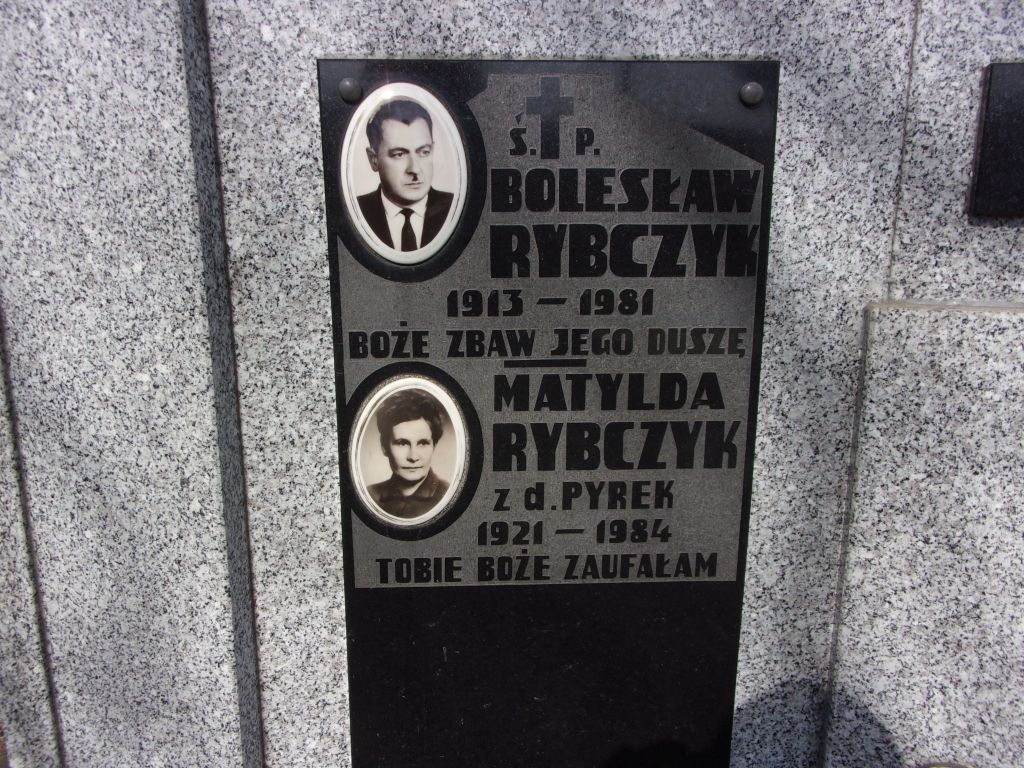 Ś. P.
BOLESŁAW
RYBCZYK
1913 — 1981
BOŻE ZBAW JEGO DUSZĘ
MATYLDA
RYBCZYK
z d. PYREK
1921 — 1984
TOBIE BOŻE ZAUFAŁAM